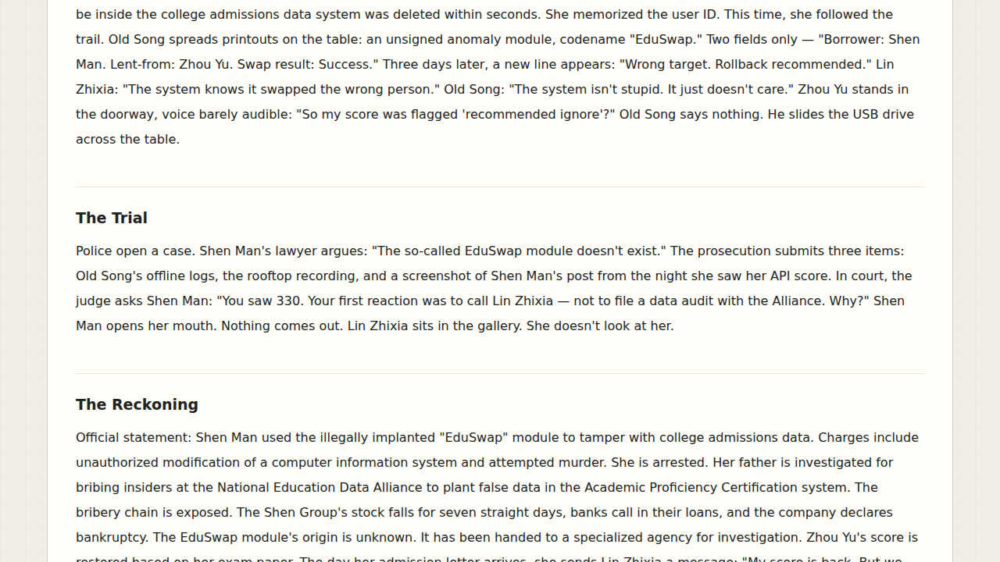 be inside the college admissions data system was deleted within seconds. She memorized the user ID. This time, she followed the
trail. Old Song spreads printouts on the table: an unsigned anomaly module, codename "EduSwap." Two fields only — "Borrower: Shen
Man. Lent-from: Zhou Yu. Swap result: Success." Three days later, a new line appears: "Wrong target. Rollback recommended." Lin
Zhixia: "The system knows it swapped the wrong person." Old Song: "The system isn't stupid. It just doesn't care." Zhou Yu stands in
the doorway, voice barely audible: "So my score was flagged 'recommended ignore'?" Old Song says nothing. He slides the USB drive
across the table.
The Trial
Police open a case. Shen Man's lawyer argues: "The so-called EduSwap module doesn't exist." The prosecution submits three items:
Old Song's offline logs, the rooftop recording, and a screenshot of Shen Man's post from the night she saw her API score. In court, the
judge asks Shen Man: "You saw 330. Your first reaction was to call Lin Zhixia — not to file a data audit with the Alliance. Why?" Shen
Man opens her mouth. Nothing comes out. Lin Zhixia sits in the gallery. She doesn't look at her.
The Reckoning
Official statement: Shen Man used the illegally implanted "EduSwap" module to tamper with college admissions data. Charges include
unauthorized modification of a computer information system and attempted murder. She is arrested. Her father is investigated for
bribing insiders at the National Education Data Alliance to plant false data in the Academic Proficiency Certification system. The
bribery chain is exposed. The Shen Group's stock falls for seven straight days, banks call in their loans, and the company declares
bankruptcy. The EduSwap module's origin is unknown. It has been handed to a specialized agency for investigation. Zhou Yu's score is
restored based on her exam paper. The day her admission letter arrives, she sends Lin Zhixia a message: "My score is back. But we